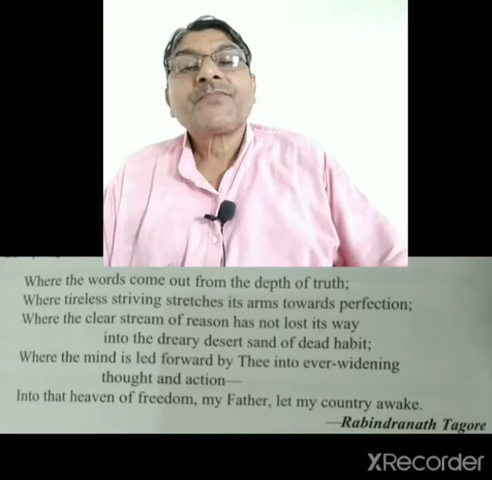 Where the words come out from the depth of truth;
Where tireless striving stretches its arms towards perfection;
Where the clear stream of reason has not lost its way
into the dreary desert sand of dead habit;
Where the mind is led forward by Thee into ever-widening
thought and action—
Into that heaven of freedom, my Father, let my country awake.
—Rabindranath Tagore
XRecorder